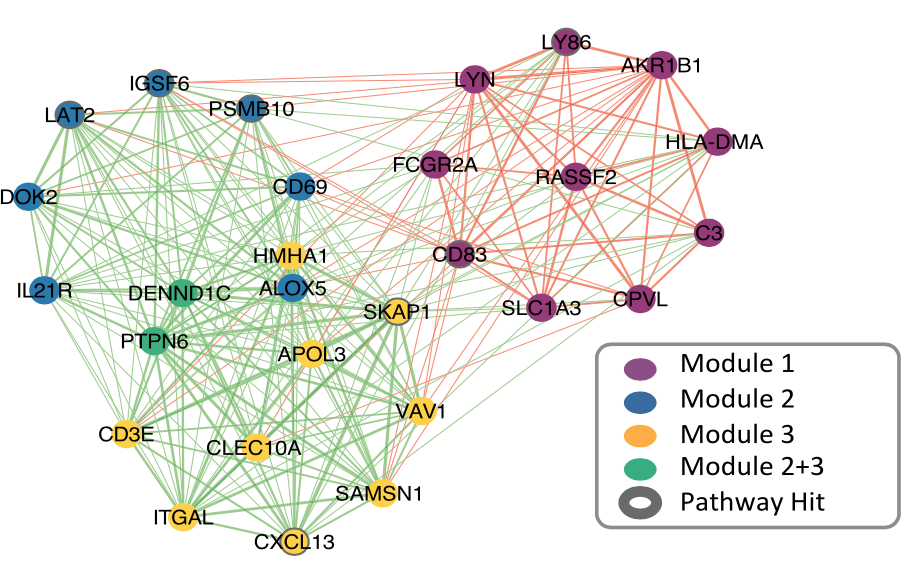 LY86
AKR1B1
LYN
IGSF6
PSMB10
LAT2
HLA-DMA
FCGR2A
RASSF2
CD69
DOK2
C3
CD83
HMHA1
IL21R
DENND1C
ALOX5
CPVL
SLC1A3
SKAP1
PTPN6
APOL3
VAV1
CD3E
CLEC10A
SAMSN1
ITGAL
CXCL13
Module 1
Module 2
Module 3
Module 2+3
Pathway Hit